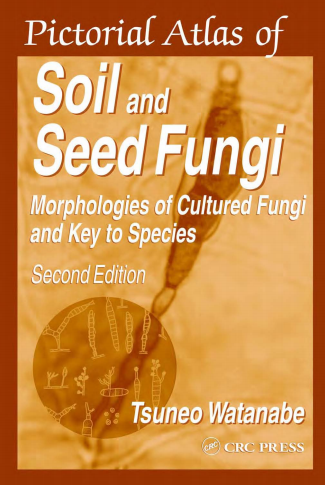 Pictorial Atlas of
Soil and
Seed Fungi
Morphologies of Cultured Fungi
and Key to Species
Second Edition
Tsuneo Watanabe
CRC CRC PRESS